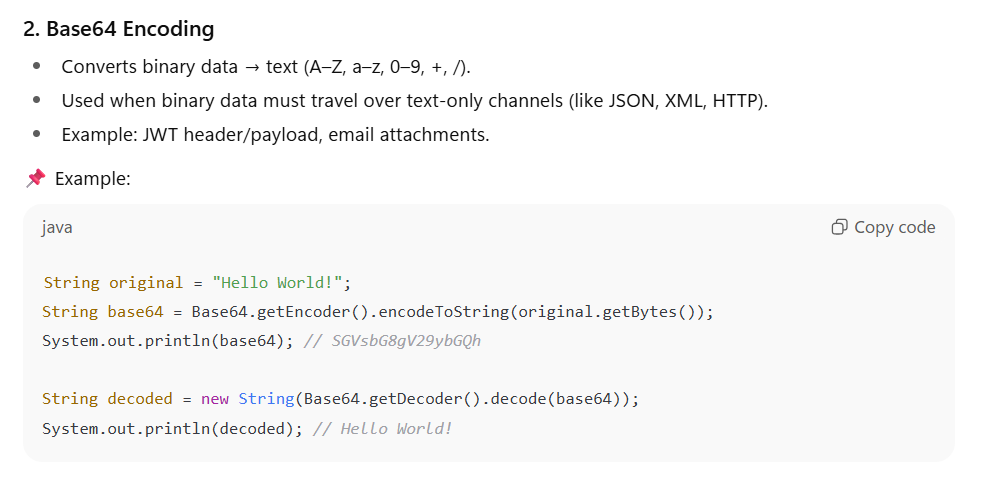 2. Base64 Encoding
• Converts binary data → text (A–Z, a–z, 0–9, +, /).
• Used when binary data must travel over text-only channels (like JSON, XML, HTTP).
• Example: JWT header/payload, email attachments.
📌 Example:
java
Copy code
String original = "Hello World!";
String base64 = Base64.getEncoder().encodeToString(original.getBytes());
System.out.println(base64); // SGVsbG8gV29ybGQh
String decoded = new String(Base64.getDecoder().decode(base64));
System.out.println(decoded); // Hello World!